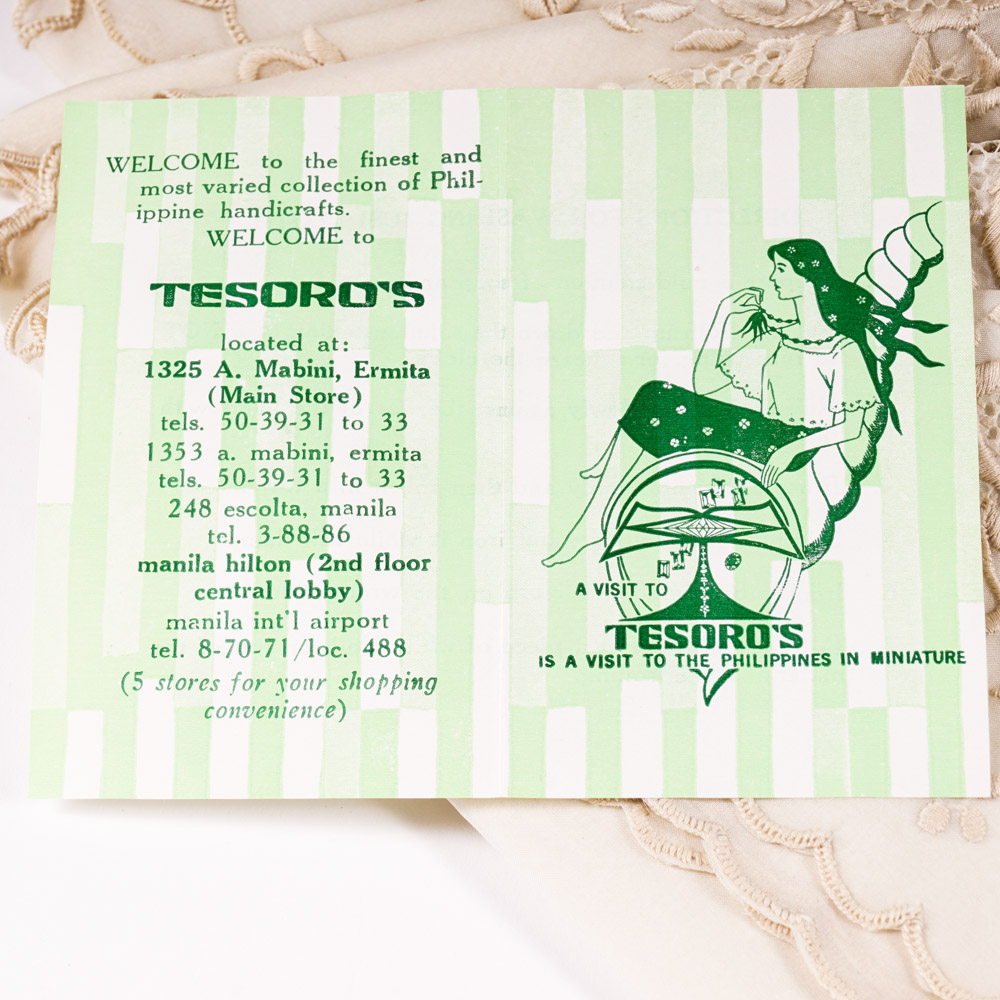 WELCOME to the finest and
most varied collection of Phil-
ippine handicrafts.
WELCOME to
TESORO'S
located at:
1325 A. Mabini, Ermita
(Main Store)
tels. 50-39-31 to 33
1353 a. mabini, ermita
tels. 50-39-31 to 33
248 escolta, manila
tel. 3-88-86
manila hilton (2nd floor
central lobby)
manila int'l airport
tel. 8-70-71/loc. 488
(5 stores for your shopping
convenience)
A VISIT TO
TESORO'S
IS A VISIT TO THE PHILIPPINES IN MINIATURE